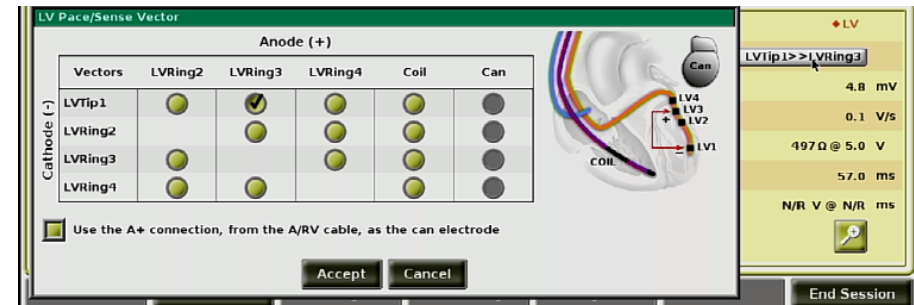 LV Pace/Sense Vector
Anode (+)
Vectors LVRing2 LVRing3 LVRing4 Coil Can
Cathode (-)
LVTip1
LVRing2
LVRing3
LVRing4
Use the A+ connection, from the A/RV cable, as the can electrode
Accept Cancel
Can
LV4
LV3
+ LV2
− LV1
COIL
◆LV
LVTip1>>LVRing3
4.8 mV
0.1 V/s
497 Ω @ 5.0 V
57.0 ms
N/R V @ N/R ms
End Session